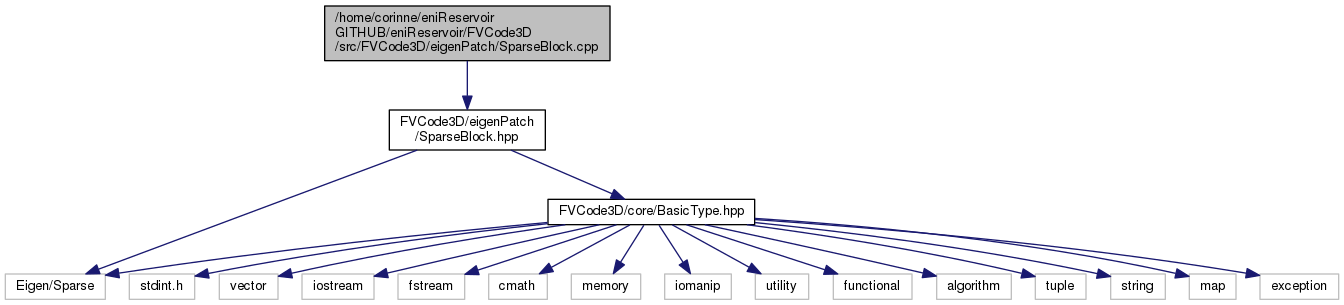 /home/corinne/eniReservoir
GITHUB/eniReservoir/FVCode3D
/src/FVCode3D/eigenPatch/SparseBlock.cpp
FVCode3D/eigenPatch
/SparseBlock.hpp
FVCode3D/core/BasicType.hpp
Eigen/Sparse
stdint.h
vector
iostream
fstream
cmath
memory
iomanip
utility
functional
algorithm
tuple
string
map
exception